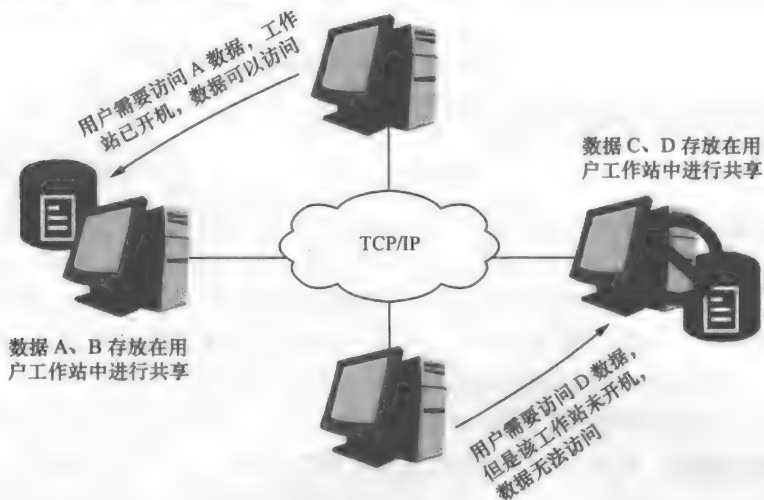 用户需要访问 A 数据，工作
站已开机，数据可以访问
数据 C、D 存放在用
户工作站中进行共享
TCP/IP
数据 A、B 存放在用
户工作站中进行共享
用户需要访问 D 数据，
但是该工作站未开机，
数据无法访问